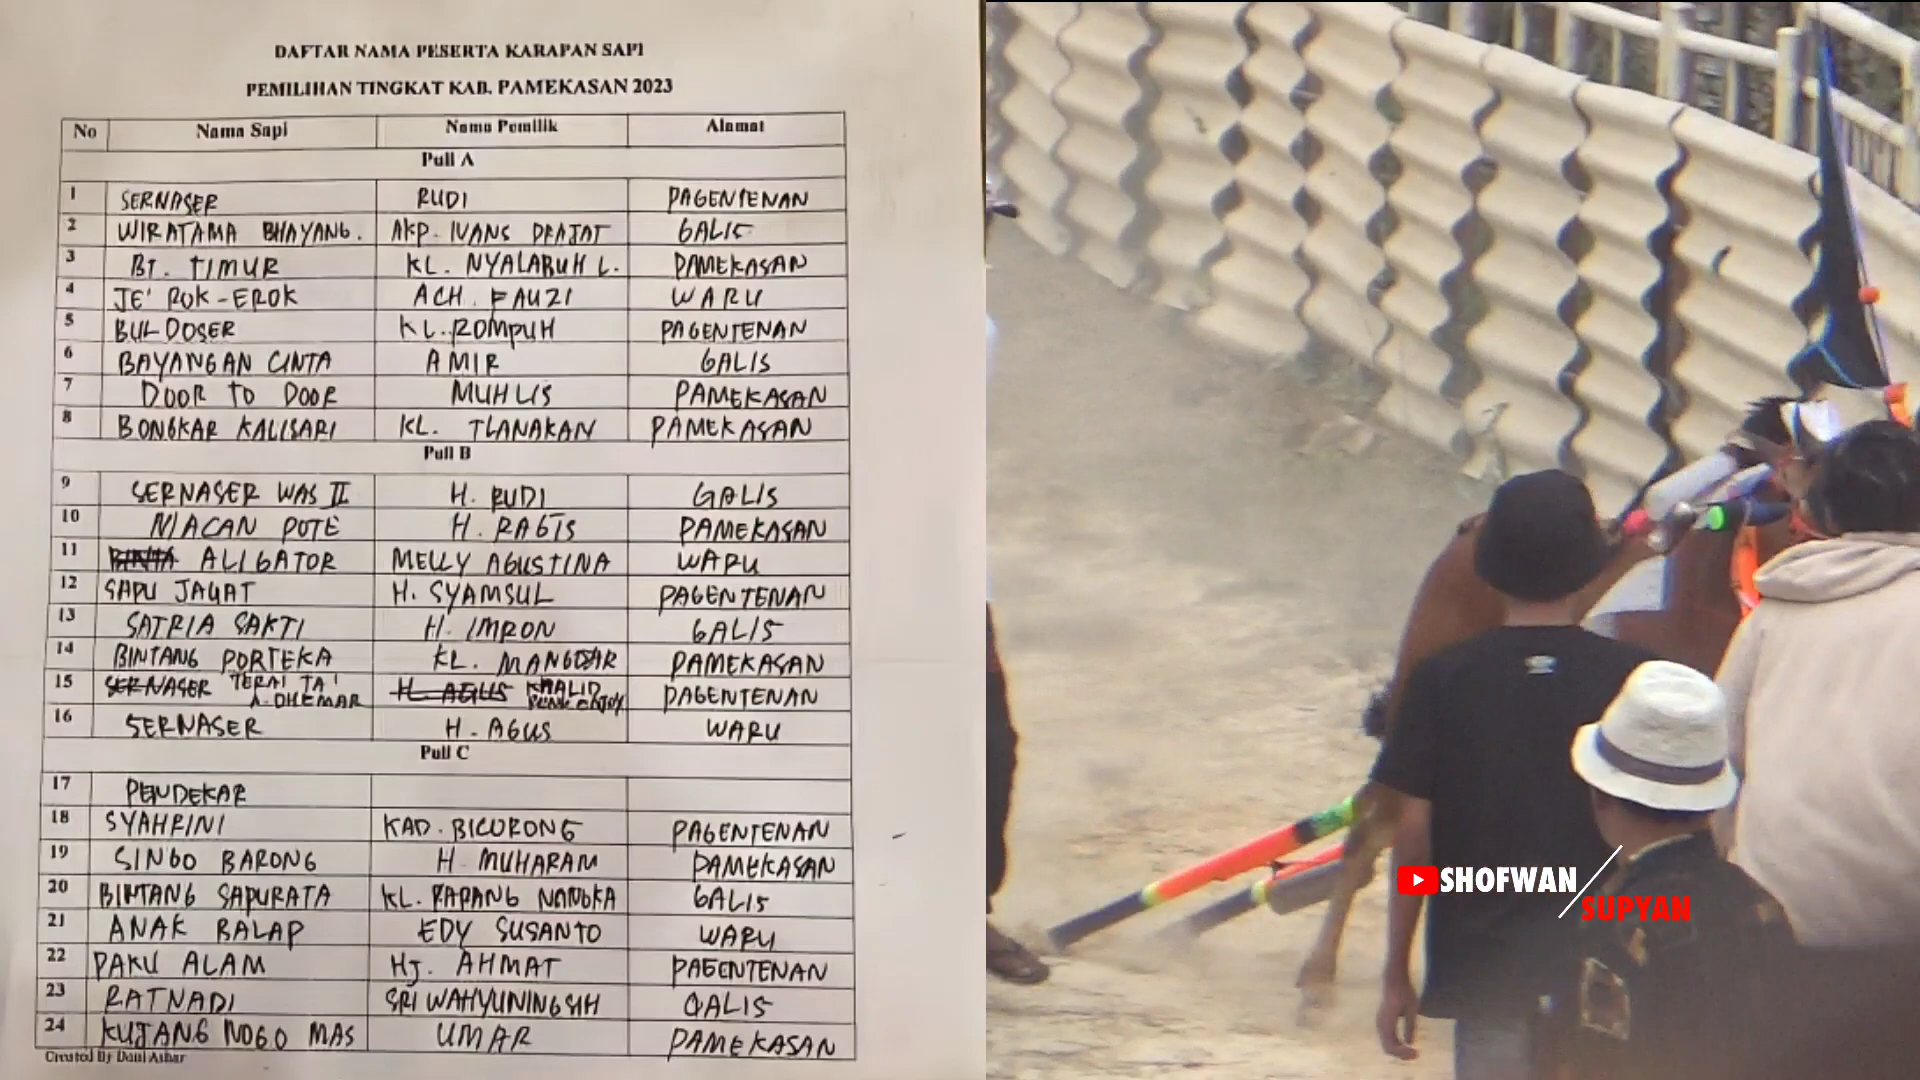 DAFTAR NAMA PESERTA KARAPAN SAPI
PEMILIHAN TINGKAT KAB. PAMEKASAN 2023
No Nama Sapi Nama Pemilik Alamat
Pull A
1 SERNASER RUDI PAGENTENAN
2 WIRATAMA BHAYANG. AKP. IVANS DRAJAT GALIS
3 BT. TIMUR KL. NYALABUH L. PAMEKASAN
4 JE' ROK-EROK ACH. FAUZI WARU
5 BULDOSER KL. ROMPUH PAGENTENAN
6 BAYANGAN CINTA AMIR GALIS
7 DOOR TO DOOR MUHLIS PAMEKASAN
8 BONGKAR KALISARI KL. TLANAKAN PAMEKASAN
Pull B
9 SERNASER WAS II H. RUDI GALIS
10 MACAN POTE H. RAGIS PAMEKASAN
11 ALIGATOR MELLY AGUSTINA WARU
12 SAPU JAGAT H. SYAMSUL PAGENTENAN
13 SATRIA SAKTI H. IMRON GALIS
14 BINTANG PORTEKA KL. MANGDAR PAMEKASAN
15 SERNASER TERAI TA' A. DHEMAR H. AGUS KHALID PAGENTENAN
16 SERNASER H. AGUS WARU
Pull C
17 PENDEKAR
18 SYAHRINI KAD. BICORONG PAGENTENAN
19 SINGO BARONG H. MUHARAM PAMEKASAN
20 BINTANG SAPURATA KL. PAPANG NANGKA GALIS
21 ANAK BALAP EDY SUSANTO WARU
22 PAKU ALAM HJ. AHMAT PAGENTENAN
23 RATNADI SRI WAHYUNINGSIH GALIS
24 KUJANG NOGO MAS UMAR PAMEKASAN
Created By Dani Ashar
SHOFWAN
SUPYAN